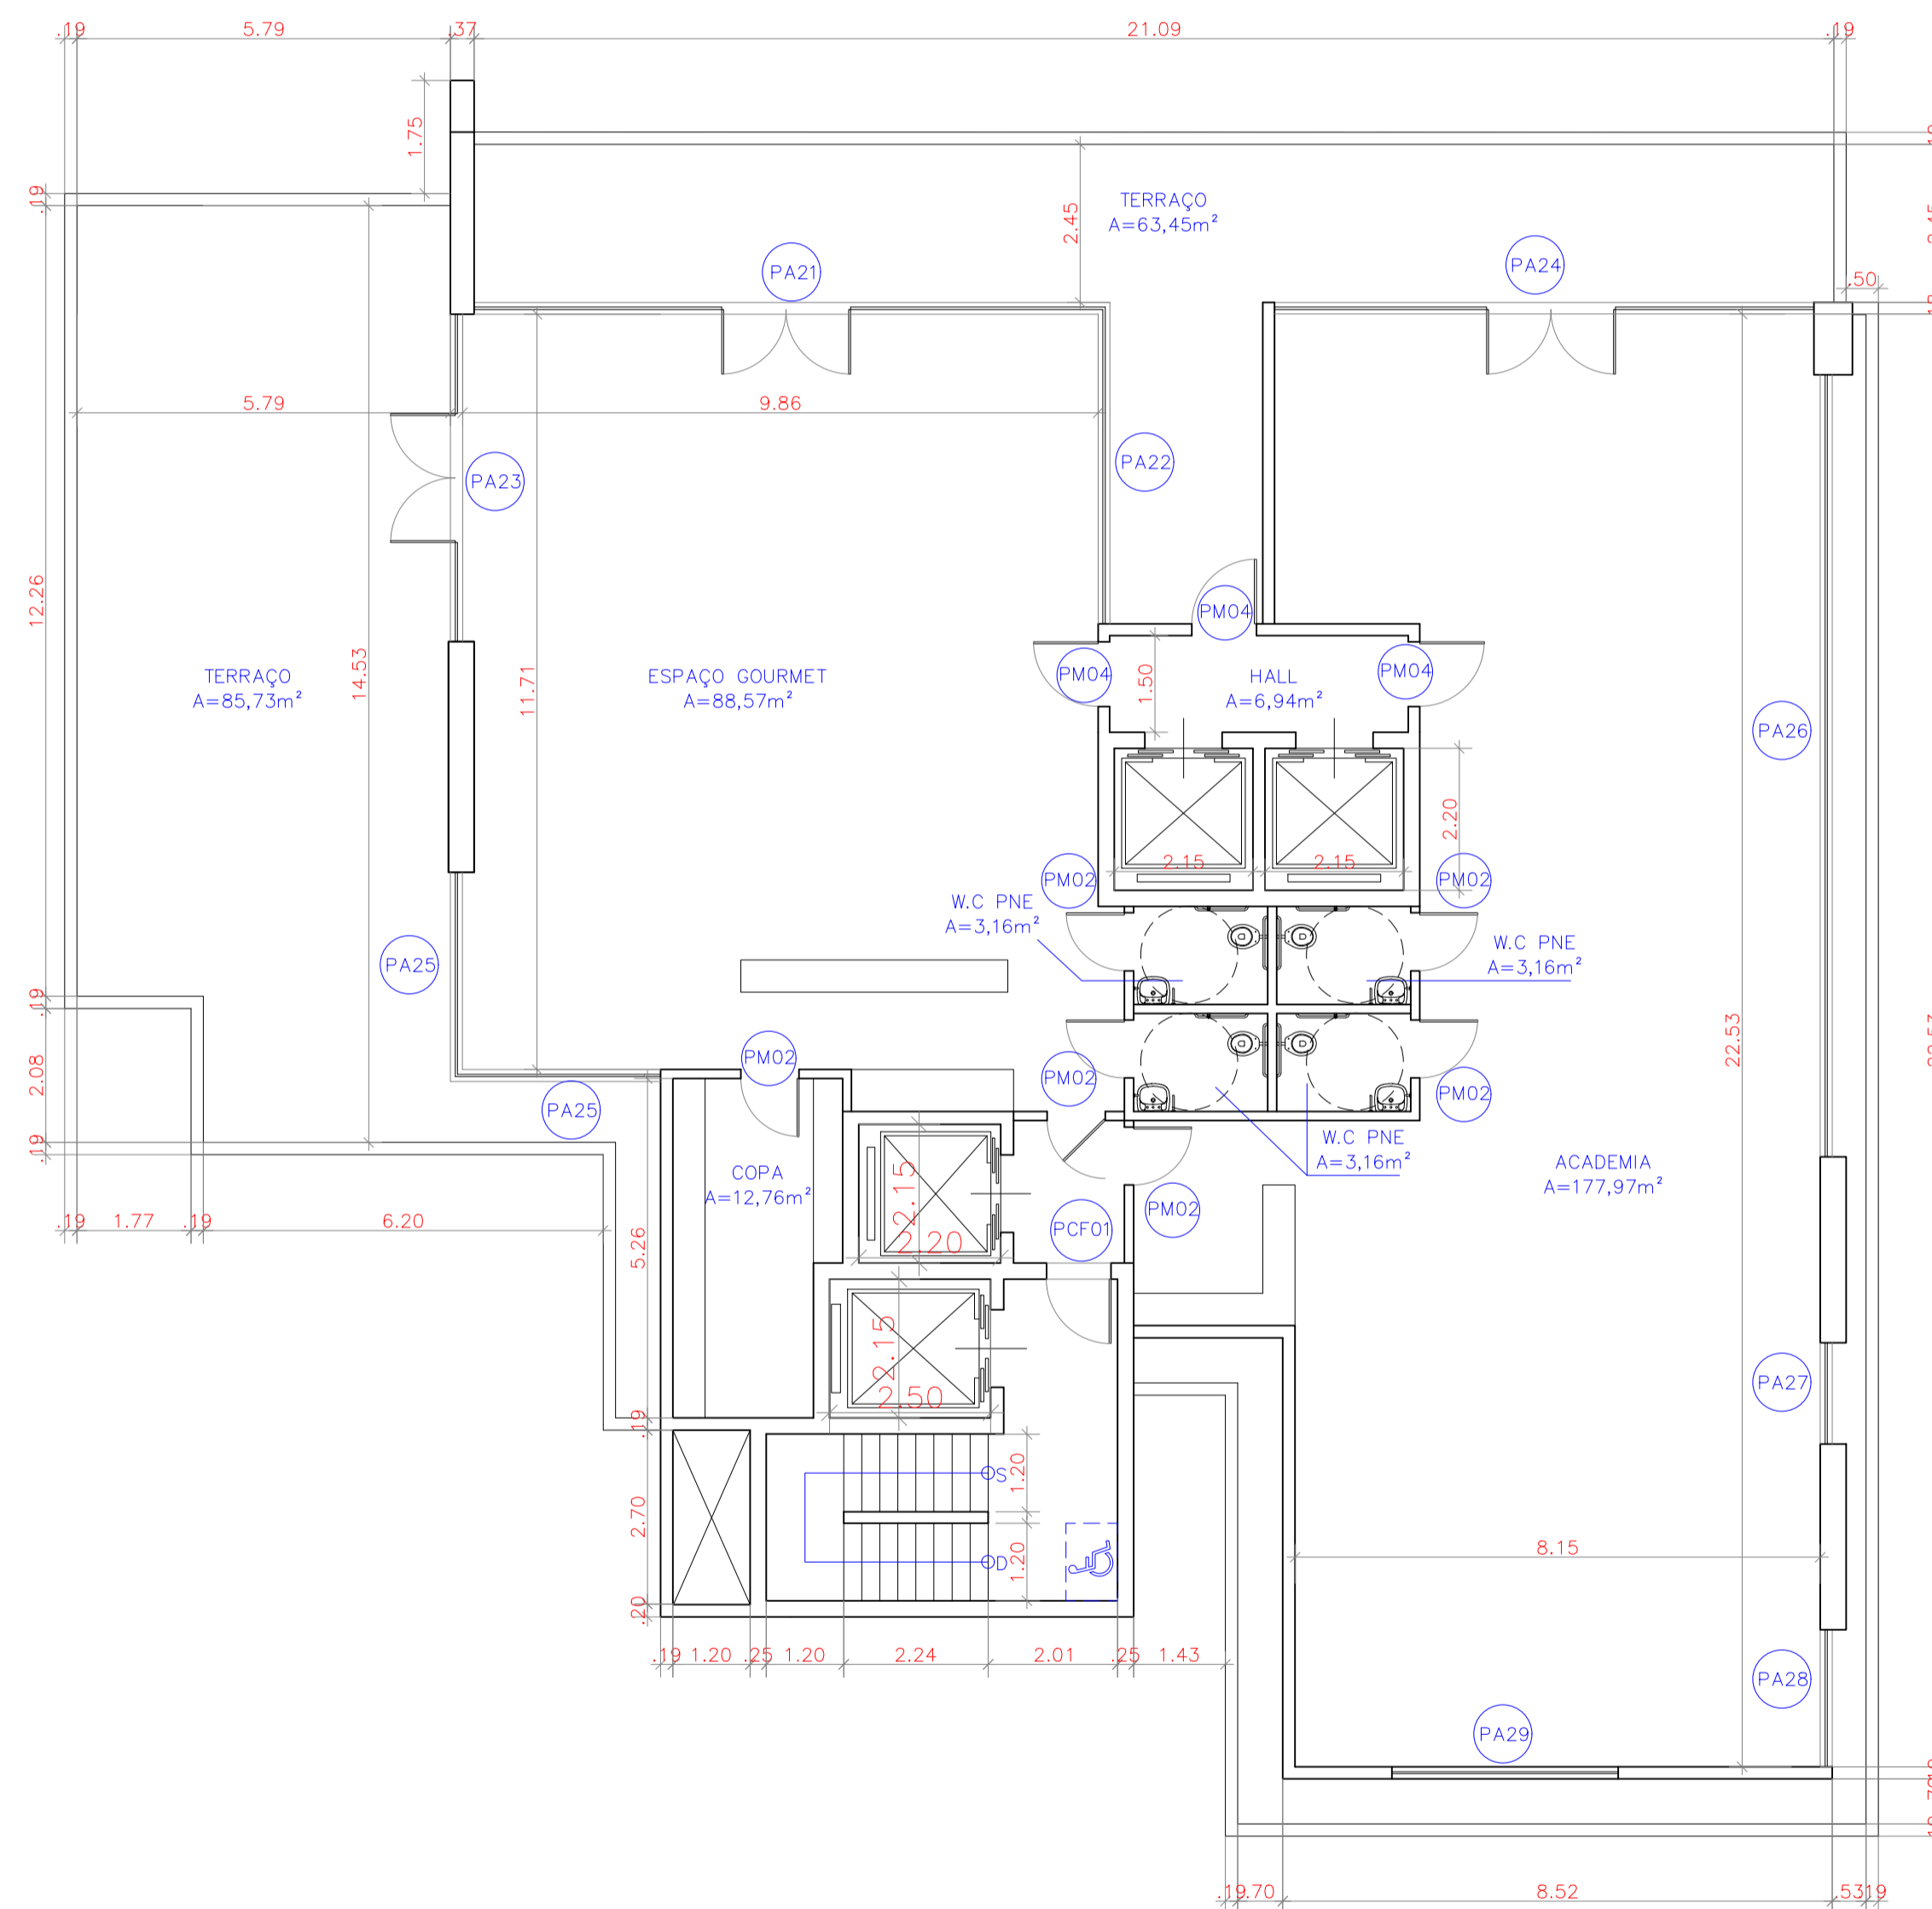 .19
5.79
.37
21.09
.19
1.75
.19
2.45
TERRAÇO
A=63,45m²
PA21
PA24
.50
5.79
9.86
PA23
PA22
12.26
14.53
11.71
TERRAÇO
A=85,73m²
ESPAÇO GOURMET
A=88,57m²
PM04
PM04
PM04
1.50
HALL
A=6,94m²
PA26
2.20
2.15
2.15
PM02
PM02
W.C PNE
A=3,16m²
W.C PNE
A=3,16m²
PA25
.19
2.08
.19
PM02
PM02
PM02
PA25
22.53
W.C PNE
A=3,16m²
ACADEMIA
A=177,97m²
COPA
A=12,76m²
2.15
2.20
PM02
PCF01
.19
1.77
.19
6.20
5.26
2.15
2.50
PA27
.19
S
1.20
2.70
D
1.20
.20
8.15
.19
1.20
.25
1.20
2.24
2.01
.25
1.43
PA28
PA29
.19
.70
8.52
.53
.19